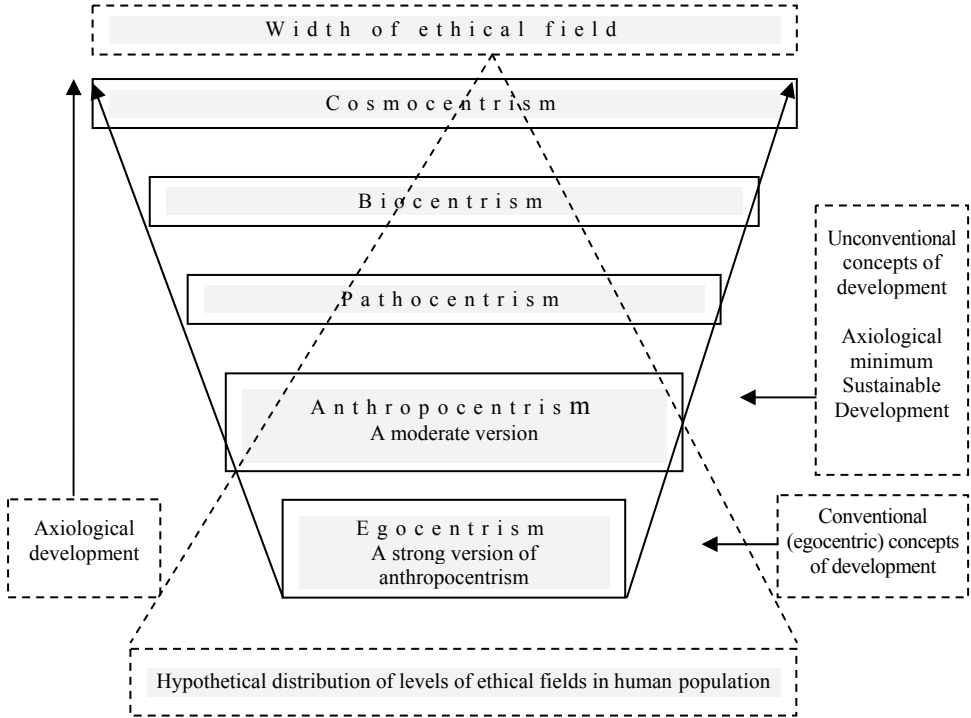 Width of ethical field
Cosmocentrism
Biocentrism
Pathocentrism
Anthropocentrism
A moderate version
Egocentrism
A strong version of
anthropocentrism
Unconventional
concepts of
development
Axiological
minimum
Sustainable
Development
Conventional
(egocentric) concepts
of development
Axiological
development
Hypothetical distribution of levels of ethical fields in human population